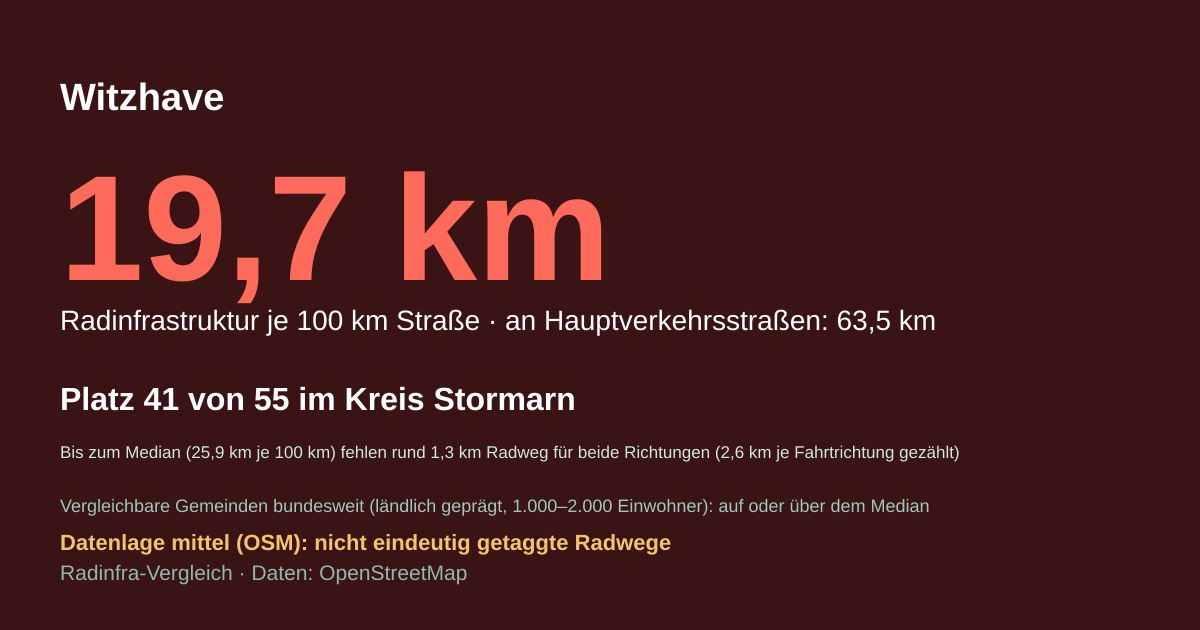 Witzhave
19,7 km
Radinfrastruktur je 100 km Straße · an Hauptverkehrsstraßen: 63,5 km
Platz 41 von 55 im Kreis Stormarn
Bis zum Median (25,9 km je 100 km) fehlen rund 1,3 km Radweg für beide Richtungen (2,6 km je Fahrtrichtung gezählt)
Vergleichbare Gemeinden bundesweit (ländlich geprägt, 1.000–2.000 Einwohner): auf oder über dem Median
Datenlage mittel (OSM): nicht eindeutig getaggte Radwege
Radinfra-Vergleich · Daten: OpenStreetMap